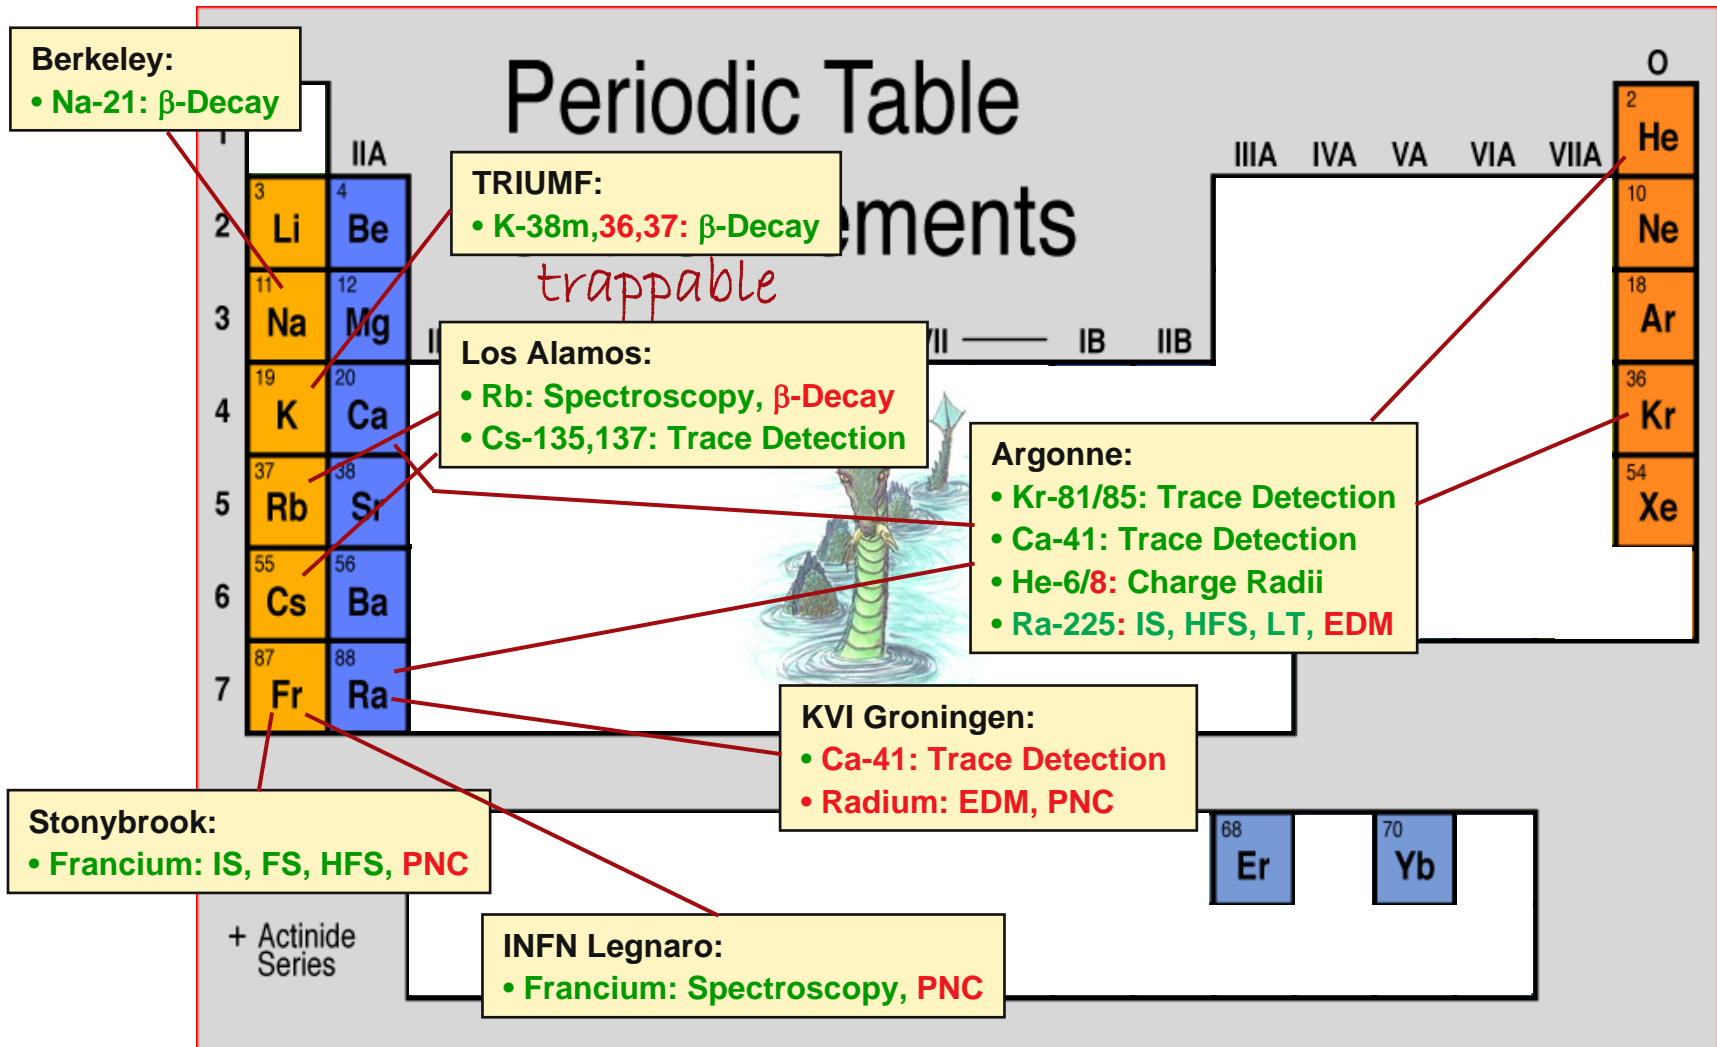 Berkeley:
• Na-21: β-Decay
Periodic Table
ements
trappable
TRIUMF:
• K-38m,36,37: β-Decay
Los Alamos:
• Rb: Spectroscopy, β-Decay
• Cs-135,137: Trace Detection
Argonne:
• Kr-81/85: Trace Detection
• Ca-41: Trace Detection
• He-6/8: Charge Radii
• Ra-225: IS, HFS, LT, EDM
KVI Groningen:
• Ca-41: Trace Detection
• Radium: EDM, PNC
Stonybrook:
• Francium: IS, FS, HFS, PNC
INFN Legnaro:
• Francium: Spectroscopy, PNC
IIA
IIIA IVA VA VIA VIIA O
IB IIB
1
2 He
2
3 Li
4 Be
10 Ne
3
11 Na
12 Mg
18 Ar
4
19 K
20 Ca
36 Kr
5
37 Rb
38 Sr
54 Xe
6
55 Cs
56 Ba
7
87 Fr
88 Ra
68 Er
70 Yb
+ Actinide
Series